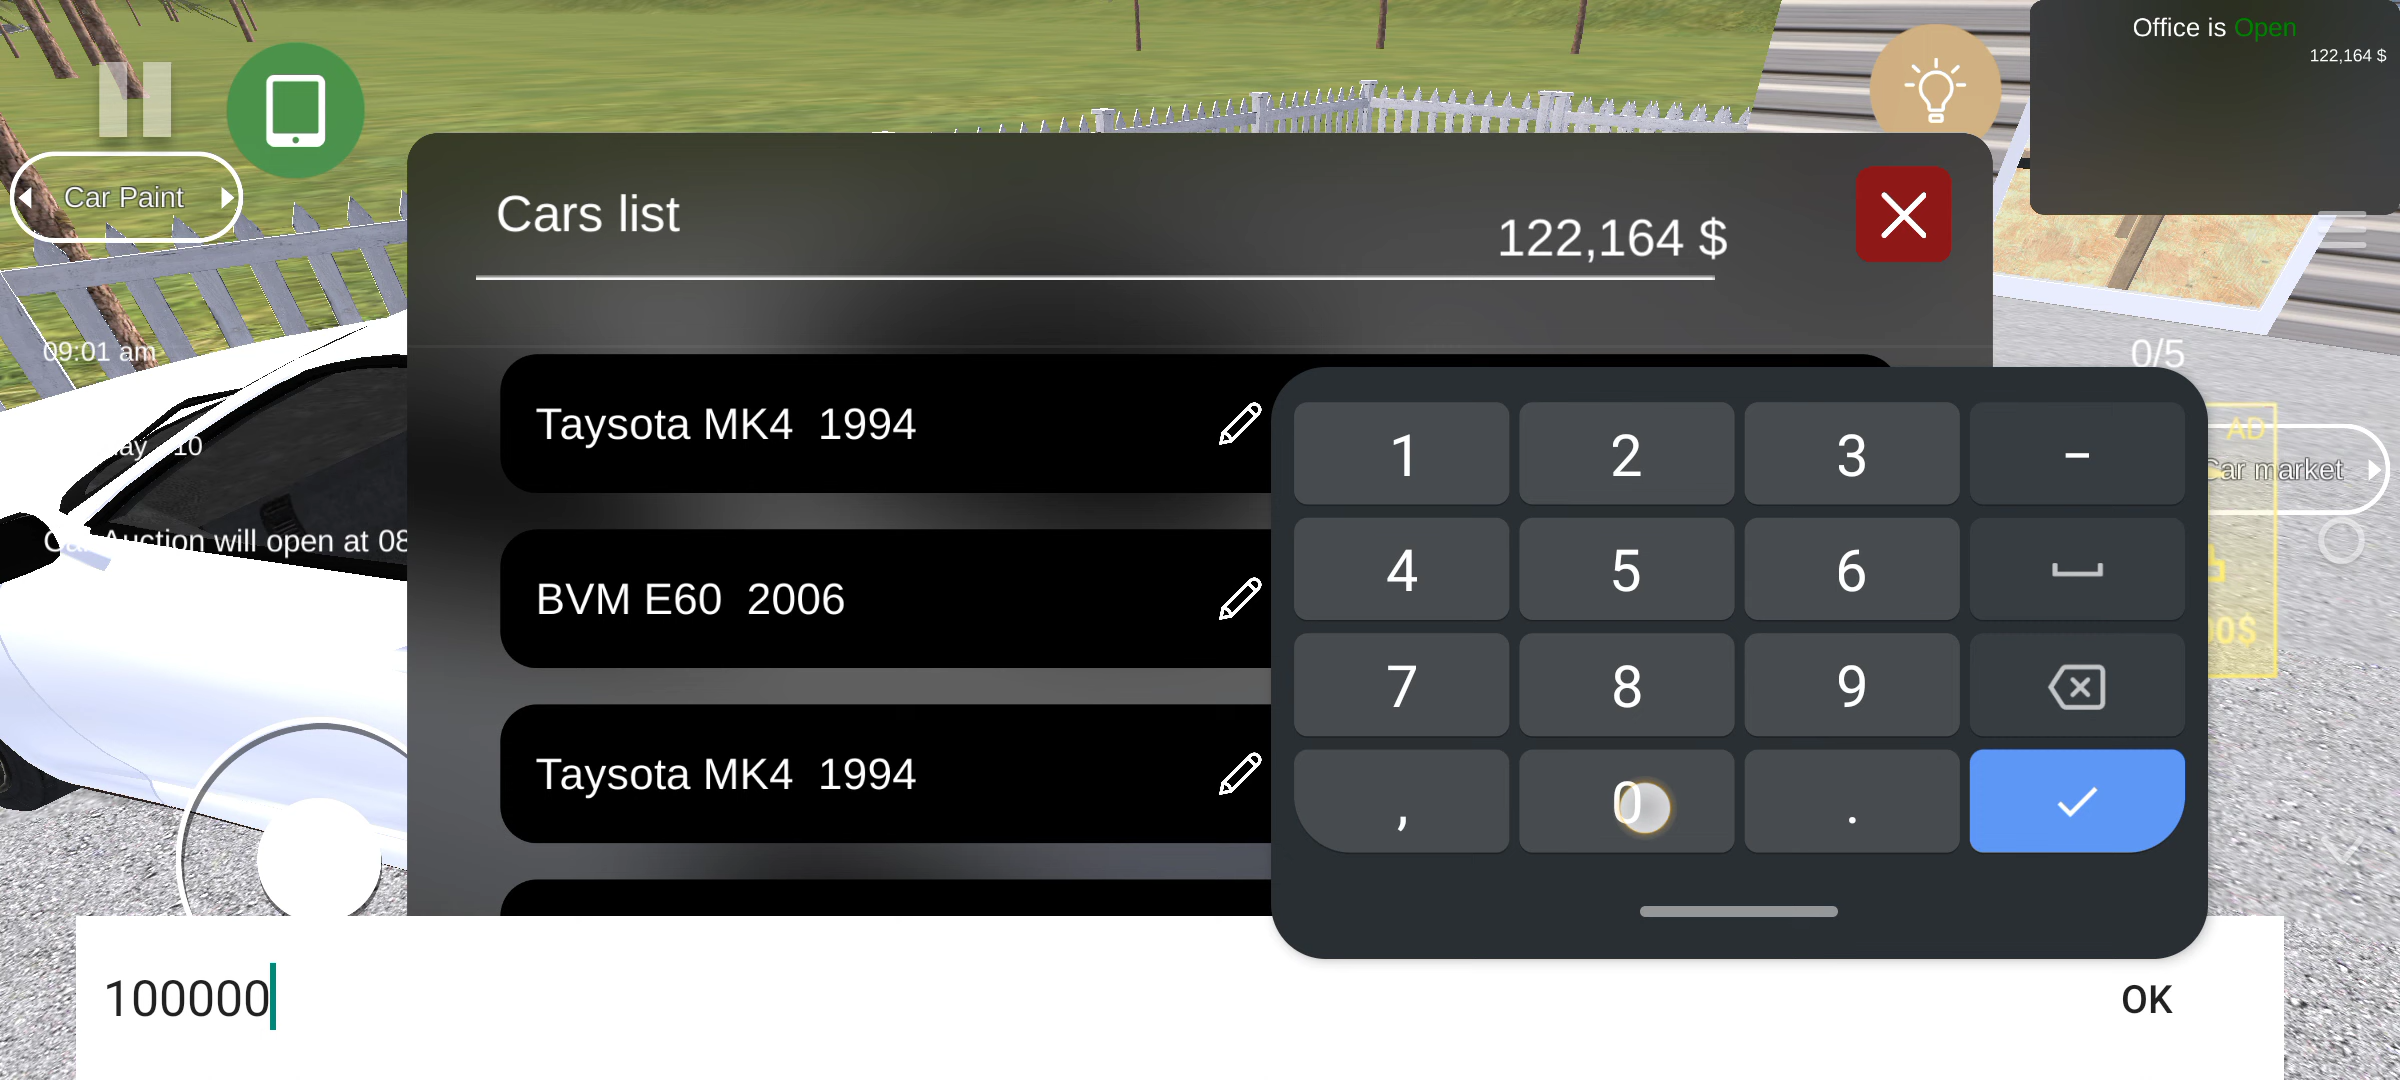 Office is Open
122,164 $
Car Paint
Cars list
122,164 $
09:01 am
0/5
Taysota MK4 1994
AD
10
Car market
Auction will open at 08
BVM E60 2006
Taysota MK4 1994
1 2 3 –
4 5 6
7 8 9
, 0 .
100000
OK